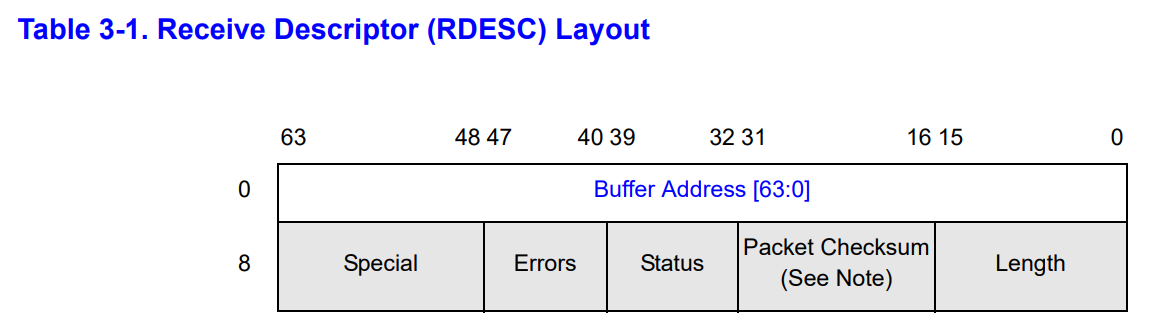 Table 3-1. Receive Descriptor (RDESC) Layout
63 48 47 40 39 32 31 16 15 0
0 Buffer Address [63:0]
8 Special Errors Status Packet Checksum (See Note) Length